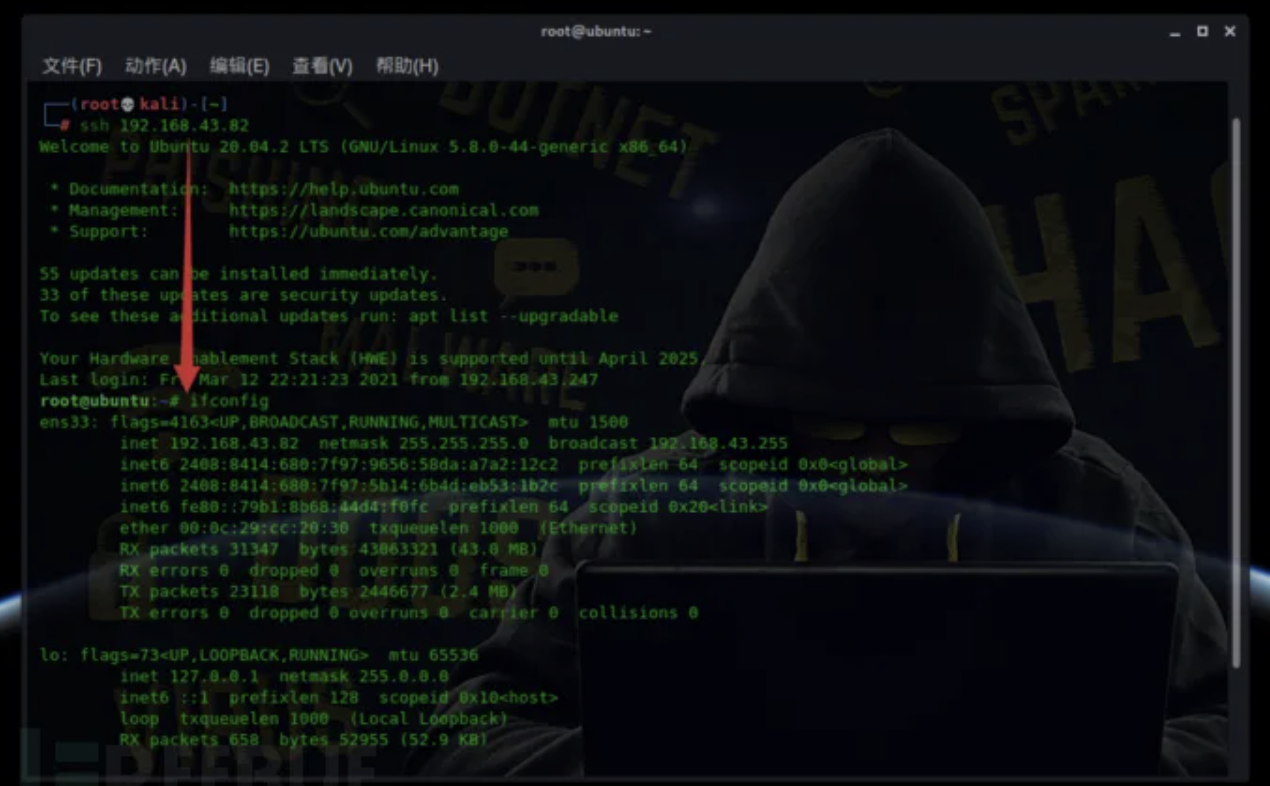 root@ubuntu:~
文件(F) 动作(A) 编辑(E) 查看(V) 帮助(H)
(root💀kali)-[~]
# ssh 192.168.43.82
Welcome to Ubuntu 20.04.2 LTS (GNU/Linux 5.8.0-44-generic x86_64)
* Documentation: https://help.ubuntu.com
* Management: https://landscape.canonical.com
* Support: https://ubuntu.com/advantage
55 updates can be installed immediately.
33 of these updates are security updates.
To see these additional updates run: apt list --upgradable
Your Hardware Enablement Stack (HWE) is supported until April 2025.
Last login: Fri Mar 12 22:21:23 2021 from 192.168.43.247
root@ubuntu:~# ifconfig
ens33: flags=4163<UP,BROADCAST,RUNNING,MULTICAST> mtu 1500
inet 192.168.43.82 netmask 255.255.255.0 broadcast 192.168.43.255
inet6 2408:8414:680:7f97:9656:58da:a7a2:12c2 prefixlen 64 scopeid 0x0<global>
inet6 2408:8414:680:7f97:5b14:6b4d:eb53:1b2c prefixlen 64 scopeid 0x0<global>
inet6 fe80::79b1:8b68:44d4:f0fc prefixlen 64 scopeid 0x20<link>
ether 00:0c:29:cc:20:30 txqueuelen 1000 (Ethernet)
RX packets 31347 bytes 43063321 (43.0 MB)
RX errors 0 dropped 0 overruns 0 frame 0
TX packets 23118 bytes 2446677 (2.4 MB)
TX errors 0 dropped 0 overruns 0 carrier 0 collisions 0
lo: flags=73<UP,LOOPBACK,RUNNING> mtu 65536
inet 127.0.0.1 netmask 255.0.0.0
inet6 ::1 prefixlen 128 scopeid 0x10<host>
loop txqueuelen 1000 (Local Loopback)
RX packets 658 bytes 52955 (52.9 KB)
BOTNET
MALWARE